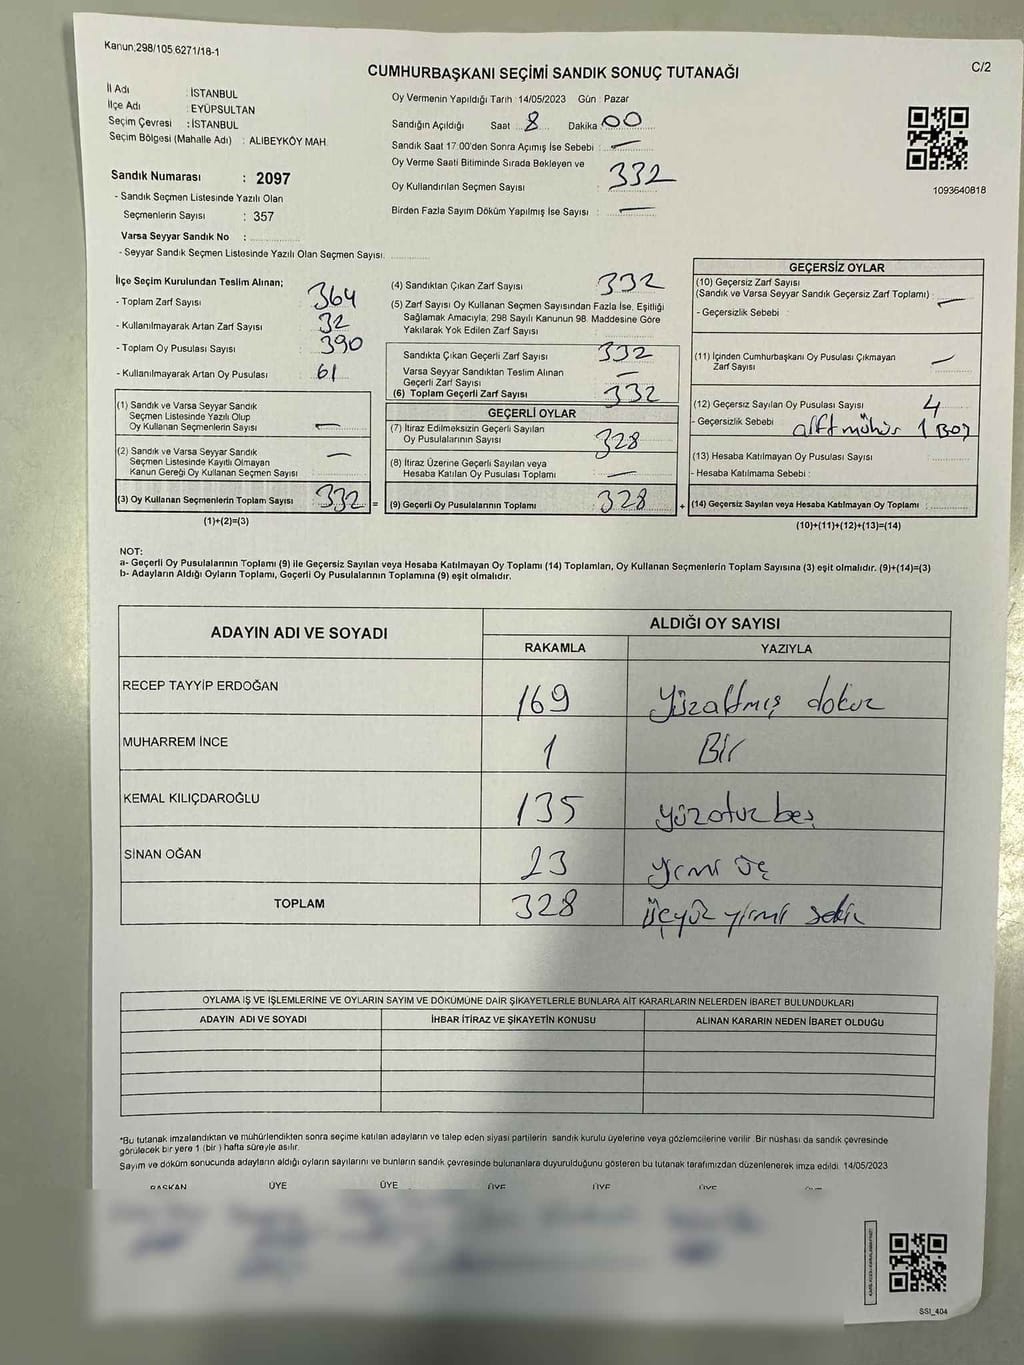 Kanun;298/105.6271/18-1
C/2
CUMHURBAŞKANI SEÇİMİ SANDIK SONUÇ TUTANAĞI
İl Adı : İSTANBUL
İlçe Adı : EYÜPSULTAN
Seçim Çevresi : İSTANBUL
Seçim Bölgesi (Mahalle Adı) : ALİBEYKÖY MAH.
Sandık Numarası : 2097
- Sandık Seçmen Listesinde Yazılı Olan
Seçmenlerin Sayısı : 357
Varsa Seyyar Sandık No :
- Seyyar Sandık Seçmen Listesinde Yazılı Olan Seçmen Sayısı:
Oy Vermenin Yapıldığı Tarih : 14/05/2023 Gün : Pazar
Sandığın Açıldığı Saat 8 Dakika 00
Sandık Saat 17:00'den Sonra Açımış İse Sebebi : —
Oy Verme Saati Bitiminde Sırada Bekleyen ve
Oy Kullandırılan Seçmen Sayısı : 332
Birden Fazla Sayım Döküm Yapılmış İse Sayısı : —
1093640818
İlçe Seçim Kurulundan Teslim Alınan;
- Toplam Zarf Sayısı 364
- Kullanılmayarak Artan Zarf Sayısı 32
- Toplam Oy Pusulası Sayısı 390
- Kullanılmayarak Artan Oy Pusulası 61
(1) Sandık ve Varsa Seyyar Sandık
Seçmen Listesinde Yazılı Olup
Oy Kullanan Seçmenlerin Sayısı —
(2) Sandık ve Varsa Seyyar Sandık
Seçmen Listesinde Kayıtlı Olmayan
Kanun Gereği Oy Kullanan Seçmen Sayısı —
(3) Oy Kullanan Seçmenlerin Toplam Sayısı 332 =
(1)+(2)=(3)
(4) Sandıktan Çıkan Zarf Sayısı 332
(5) Zarf Sayısı Oy Kullanan Seçmen Sayısından Fazla İse, Eşitliği
Sağlamak Amacıyla; 298 Sayılı Kanunun 98. Maddesine Göre
Yakılarak Yok Edilen Zarf Sayısı
Sandıkta Çıkan Geçerli Zarf Sayısı 332
Varsa Seyyar Sandıktan Teslim Alınan
Geçerli Zarf Sayısı —
(6) Toplam Geçerli Zarf Sayısı 332
GEÇERLİ OYLAR
(7) İtiraz Edilmeksizin Geçerli Sayılan
Oy Pusulalarının Sayısı 328
(8) İtiraz Üzerine Geçerli Sayılan veya
Hesaba Katılan Oy Pusulası Toplamı —
(9) Geçerli Oy Pusulalarının Toplamı 328 +
GEÇERSİZ OYLAR
(10) Geçersiz Zarf Sayısı
(Sandık ve Varsa Seyyar Sandık Geçersiz Zarf Toplamı) : —
- Geçersizlik Sebebi :
(11) İçinden Cumhurbaşkanı Oy Pusulası Çıkmayan
Zarf Sayısı —
(12) Geçersiz Sayılan Oy Pusulası Sayısı 4
- Geçersizlik Sebebi 1 Boş
(13) Hesaba Katılmayan Oy Pusulası Sayısı :
- Hesaba Katılmama Sebebi :
(14) Geçersiz Sayılan veya Hesaba Katılmayan Oy Toplamı :
(10)+(11)+(12)+(13)=(14)
NOT:
a- Geçerli Oy Pusulalarının Toplamı (9) ile Geçersiz Sayılan veya Hesaba Katılmayan Oy Toplamı (14) Toplamları, Oy Kullanan Seçmenlerin Toplam Sayısına (3) eşit olmalıdır. (9)+(14)=(3)
b- Adayların Aldığı Oyların Toplamı, Geçerli Oy Pusulalarının Toplamına (9) eşit olmalıdır.
ADAYIN ADI VE SOYADI
ALDIĞI OY SAYISI
RAKAMLA YAZIYLA
RECEP TAYYİP ERDOĞAN 169 yüzaltmış dokuz
MUHARREM İNCE 1 Bir
KEMAL KILIÇDAROĞLU 135 yüzotuz beş
SİNAN OĞAN 23 yirmi üç
TOPLAM 328 üçyüz yirmi sekiz
OYLAMA İŞ VE İŞLEMLERİNE VE OYLARIN SAYIM VE DÖKÜMÜNE DAİR ŞİKAYETLERLE BUNLARA AİT KARARLARIN NELERDEN İBARET BULUNDUKLARI
ADAYIN ADI VE SOYADI İHBAR İTİRAZ VE ŞİKAYETİN KONUSU ALINAN KARARIN NEDEN İBARET OLDUĞU
*Bu tutanak imzalandıktan ve mühürlendikten sonra seçime katılan adayların ve talep eden siyasi partilerin sandık kurulu üyelerine veya gözlemcilerine verilir. Bir nüshası da sandık çevresinde
görülecek bir yere 1 (bir ) hafta süreyle asılır.
Sayım ve döküm sonucunda adayların aldığı oyların sayılarını ve bunların sandık çevresinde bulunanlara duyurulduğunu gösteren bu tutanak tarafımızdan düzenlenerek imza edildi. 14/05/2023
BAŞKAN ÜYE ÜYE ÜYE ÜYE ÜYE
SSI_404